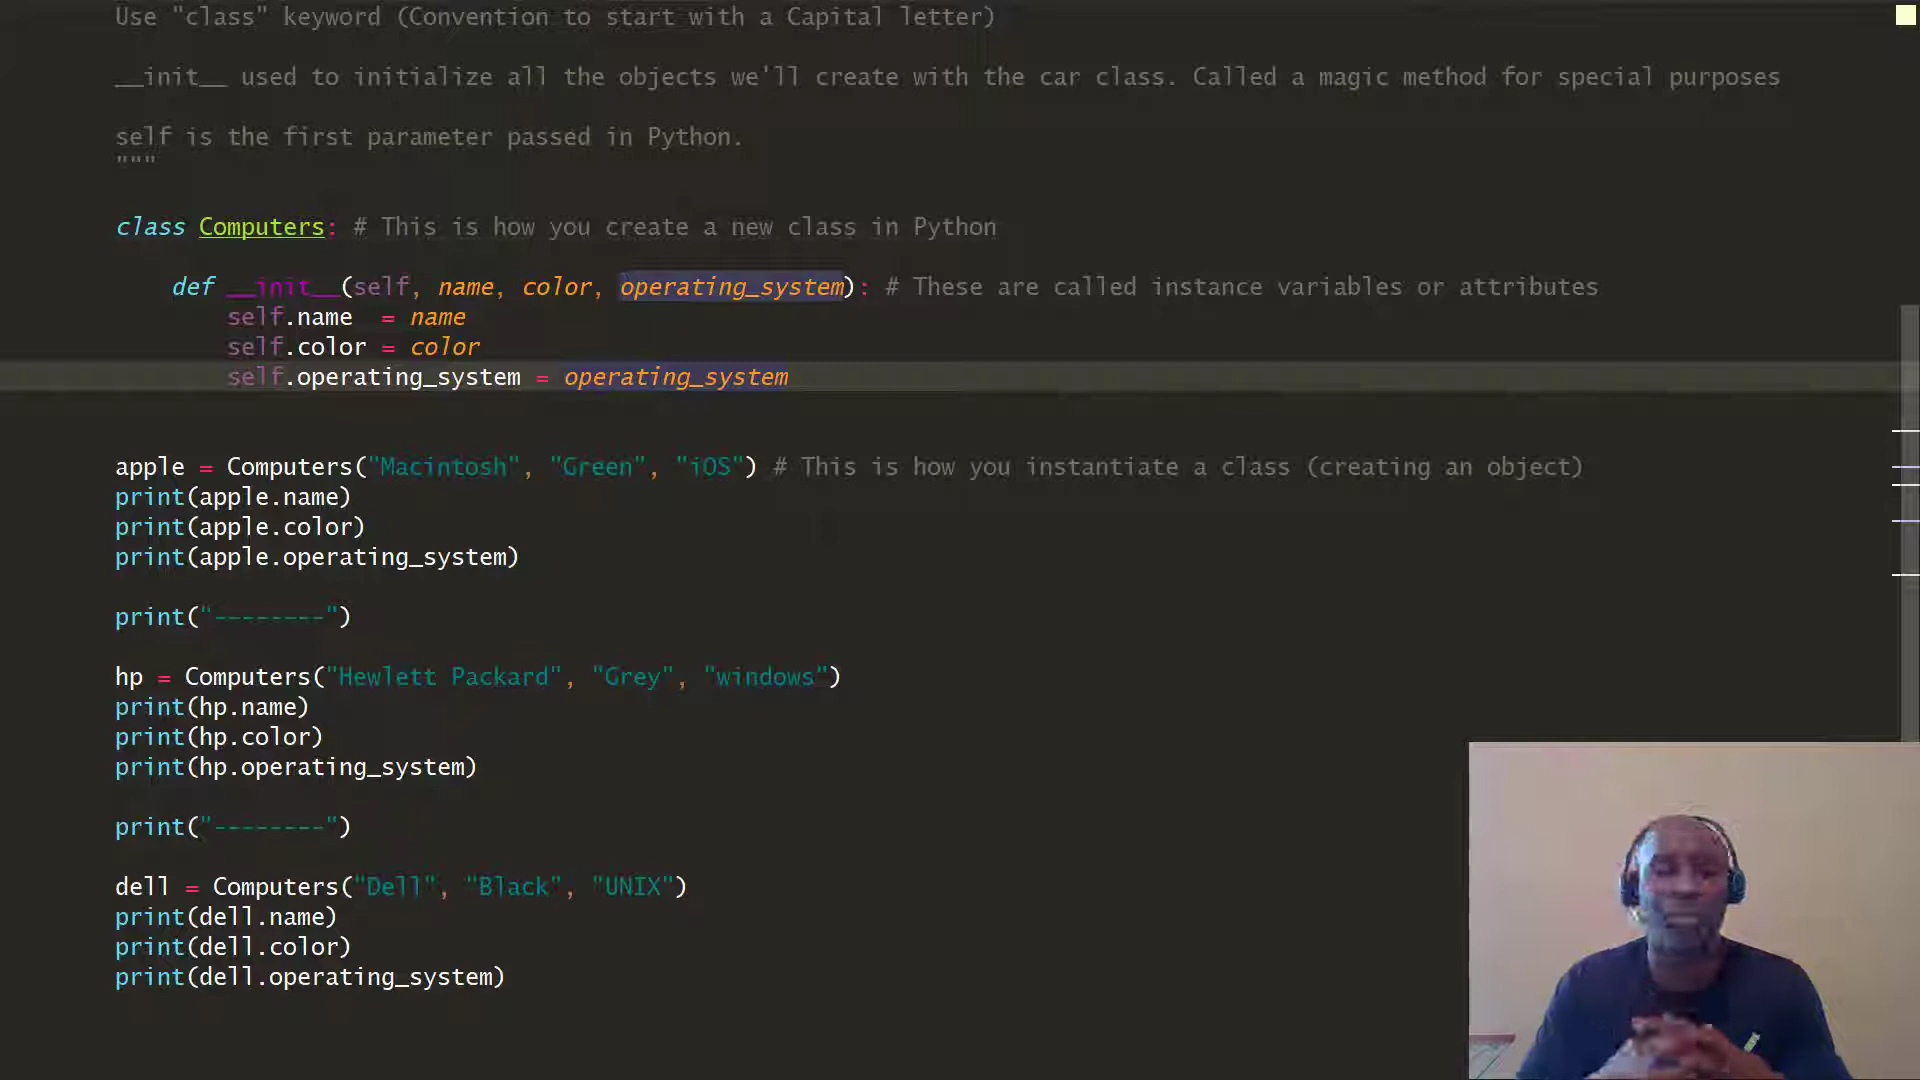 Use "class" keyword (Convention to start with a Capital letter)
__init__ used to initialize all the objects we'll create with the car class. Called a magic method for special purposes
self is the first parameter passed in Python.
"""
class Computers: # This is how you create a new class in Python
def __init__(self, name, color, operating_system): # These are called instance variables or attributes
self.name  = name
self.color = color
self.operating_system = operating_system
apple = Computers("Macintosh", "Green", "iOS") # This is how you instantiate a class (creating an object)
print(apple.name)
print(apple.color)
print(apple.operating_system)
print("--------")
hp = Computers("Hewlett Packard", "Grey", "windows")
print(hp.name)
print(hp.color)
print(hp.operating_system)
print("--------")
dell = Computers("Dell", "Black", "UNIX")
print(dell.name)
print(dell.color)
print(dell.operating_system)